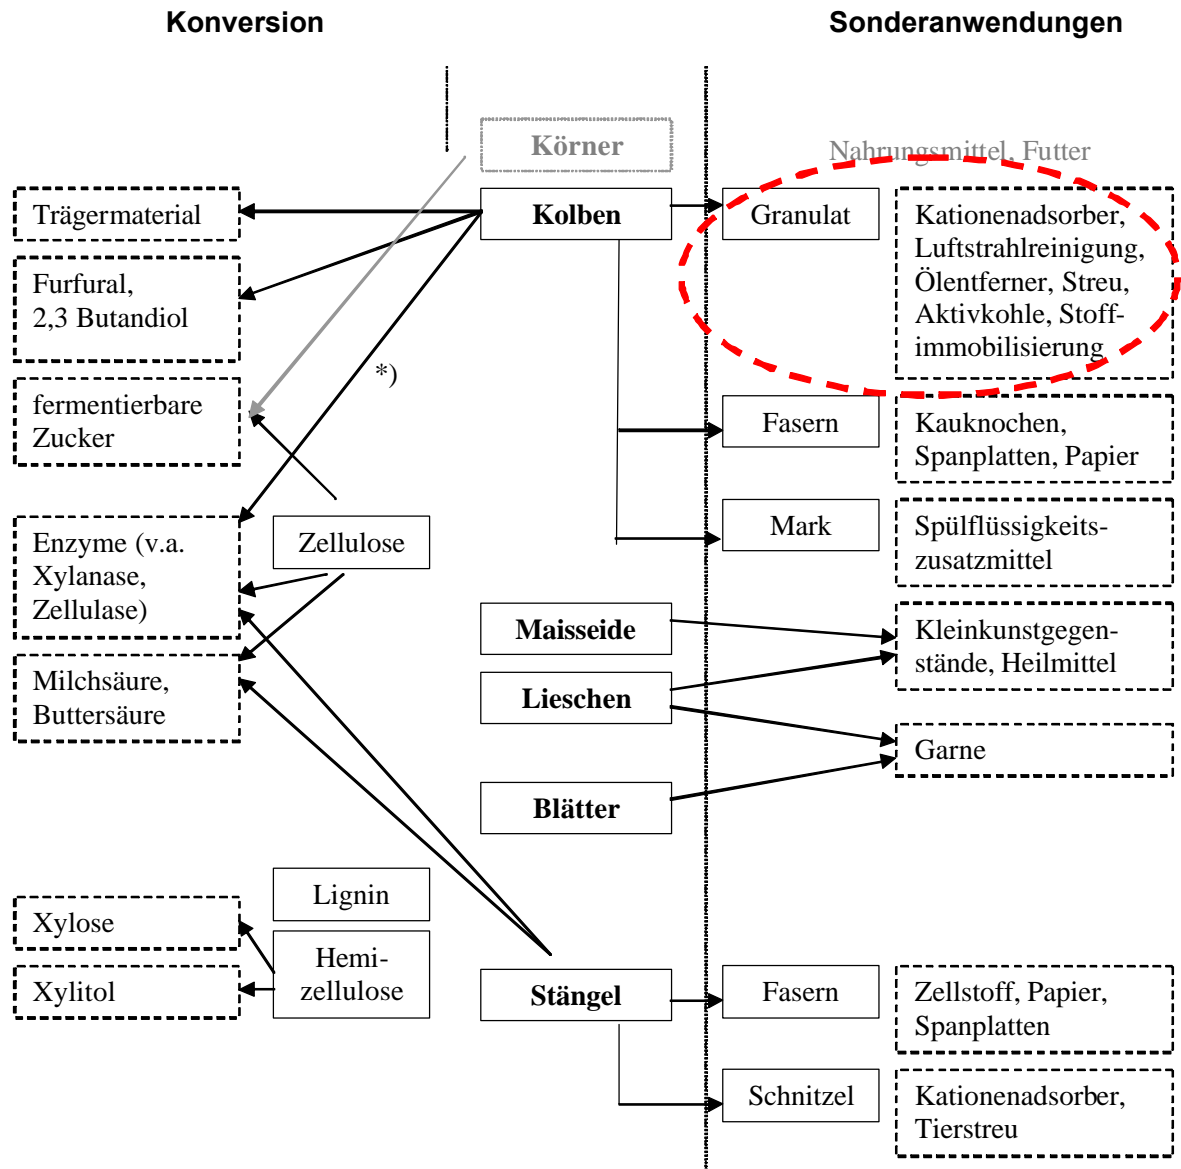 Konversion
Sonderanwendungen
Körner
Nahrungsmittel, Futter
Trägermaterial
Kolben
Granulat
Kationenadsorber,
Luftstrahlreinigung,
Ölentferner, Streu,
Aktivkohle, Stoff-
immobilisierung
Furfural,
2,3 Butandiol
*)
fermentierbare
Zucker
Fasern
Kauknochen,
Spanplatten, Papier
Enzyme (v.a.
Xylanase,
Zellulase)
Zellulose
Mark
Spülflüssigkeits-
zusatzmittel
Maisseide
Kleinkunstgegen-
stände, Heilmittel
Milchsäure,
Buttersäure
Lieschen
Garne
Blätter
Lignin
Xylose
Hemi-
zellulose
Xylitol
Stängel
Fasern
Zellstoff, Papier,
Spanplatten
Schnitzel
Kationenadsorber,
Tierstreu